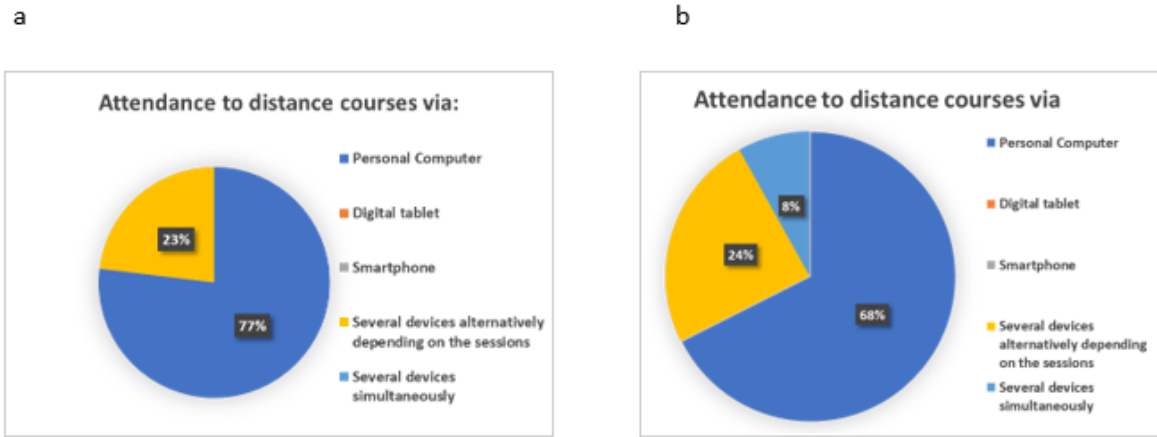 a
b
Attendance to distance courses via:
Personal Computer
Digital tablet
Smartphone
Several devices alternatively
depending on the sessions
Several devices
simultaneously
23%
77%
Attendance to distance courses via
Personal Computer
Digital tablet
Smartphone
Several devices
alternatively depending
on the sessions
Several devices
simultaneously
8%
24%
68%